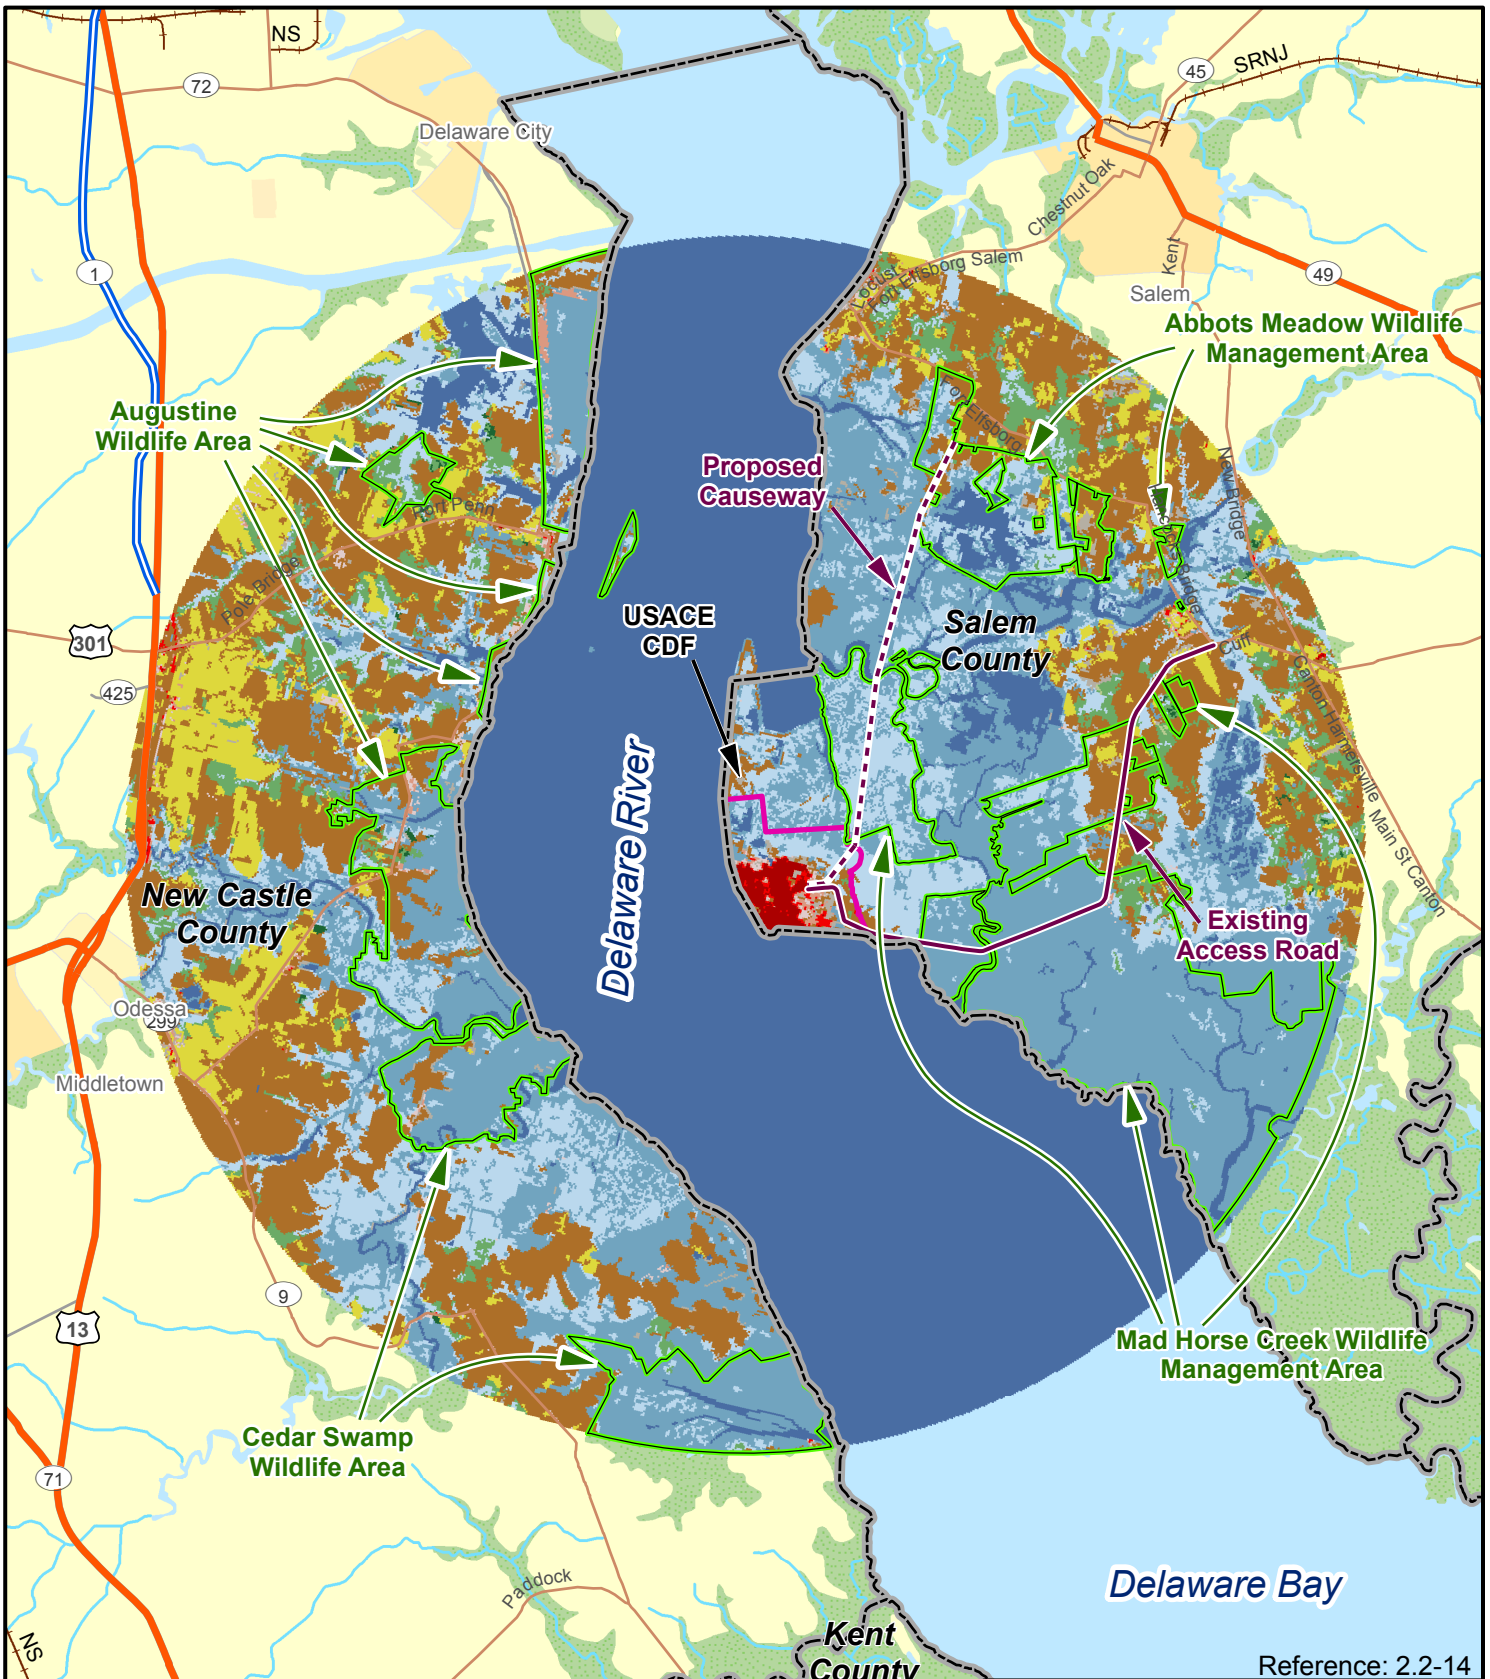 NS
72
Delaware City
45
SRNJ
Chestnut Oak
Kent
49
Salem
Locust
Fort Elfsborg Salem
1
Abbots Meadow Wildlife
Management Area
Augustine
Wildlife Area
Fort Elfsborg
Proposed
Causeway
Port Penn
New Bridge
Hancocks Bridge
Pole Bridge
USACE
CDF
Salem
County
301
Cuff
425
Canton Harmersville
Main St Canton
Delaware River
New Castle
County
Existing
Access Road
Odessa
299
Middletown
9
13
Mad Horse Creek Wildlife
Management Area
Cedar Swamp
Wildlife Area
71
Paddock
Delaware Bay
NS
Kent
County
Reference: 2.2-14